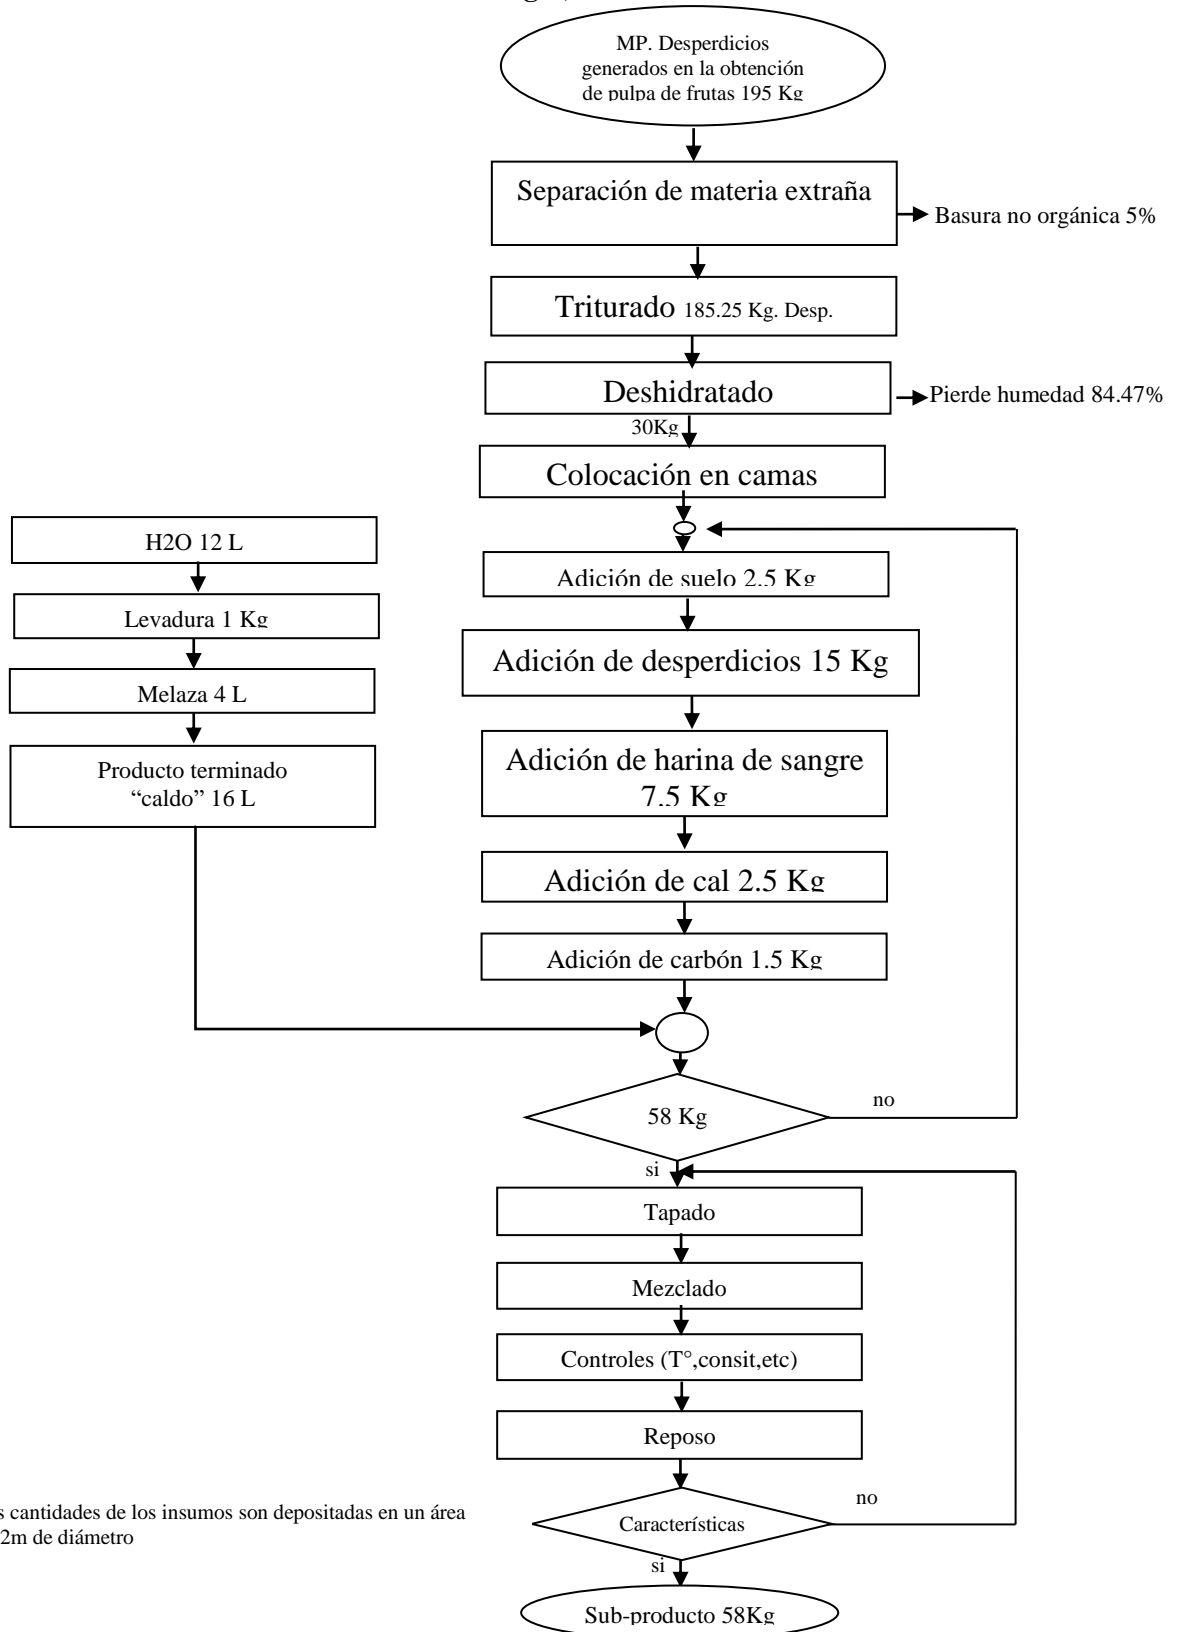 MP. Desperdicios
generados en la obtención
de pulpa de frutas 195 Kg
Separación de materia extraña
Basura no orgánica 5%
Triturado 185.25 Kg. Desp.
Deshidratado
Pierde humedad 84.47%
30Kg
Colocación en camas
H2O 12 L
Levadura 1 Kg
Melaza 4 L
Producto terminado
“caldo” 16 L
Adición de suelo 2.5 Kg
Adición de desperdicios 15 Kg
Adición de harina de sangre
7.5 Kg
Adición de cal 2.5 Kg
Adición de carbón 1.5 Kg
58 Kg
no
si
Tapado
Mezclado
Controles (T°,consit,etc)
Reposo
Características
no
si
Sub-producto 58Kg
s cantidades de los insumos son depositadas en un área
2m de diámetro